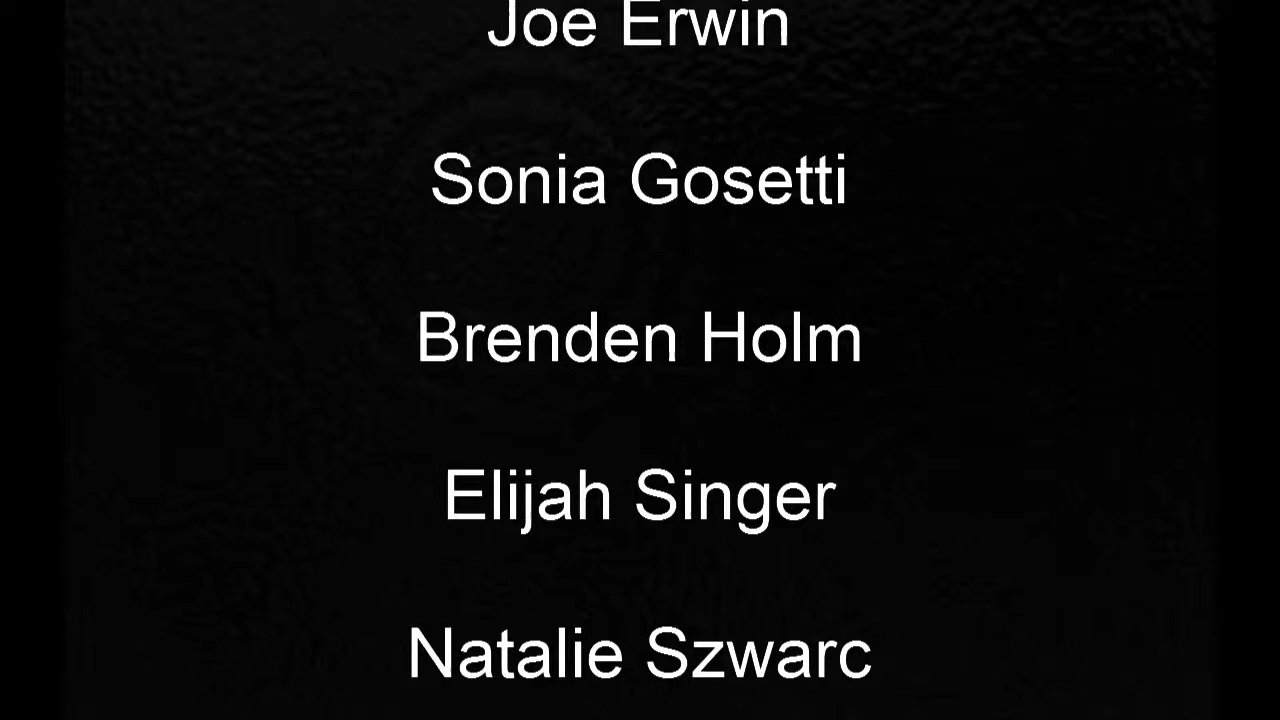 Joe Erwin
Sonia Gosetti
Brenden Holm
Elijah Singer
Natalie Szwarc